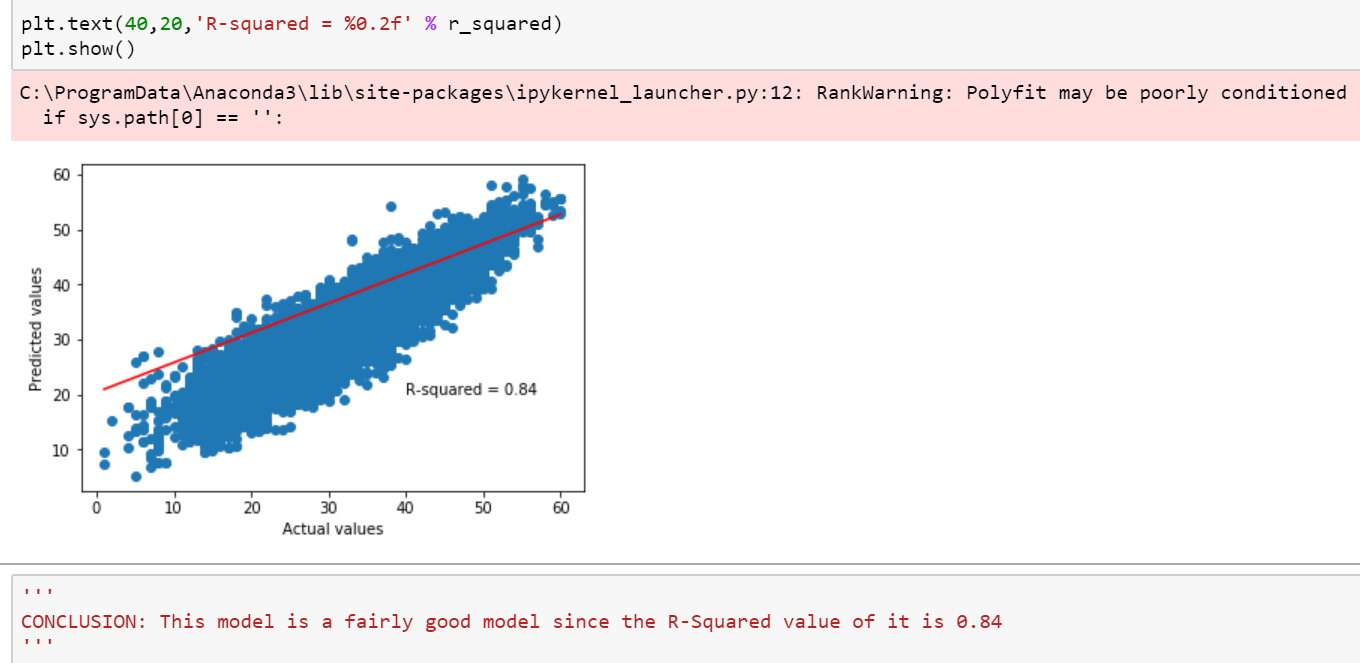 plt.text(40,20,'R-squared = %0.2f' % r_squared)
plt.show()
C:\ProgramData\Anaconda3\lib\site-packages\ipykernel_launcher.py:12: RankWarning: Polyfit may be poorly conditioned
  if sys.path[0] == '':
60
50
40
30
20
10
Predicted values
R-squared = 0.84
0 10 20 30 40 50 60
Actual values
'''
CONCLUSION: This model is a fairly good model since the R-Squared value of it is 0.84
'''